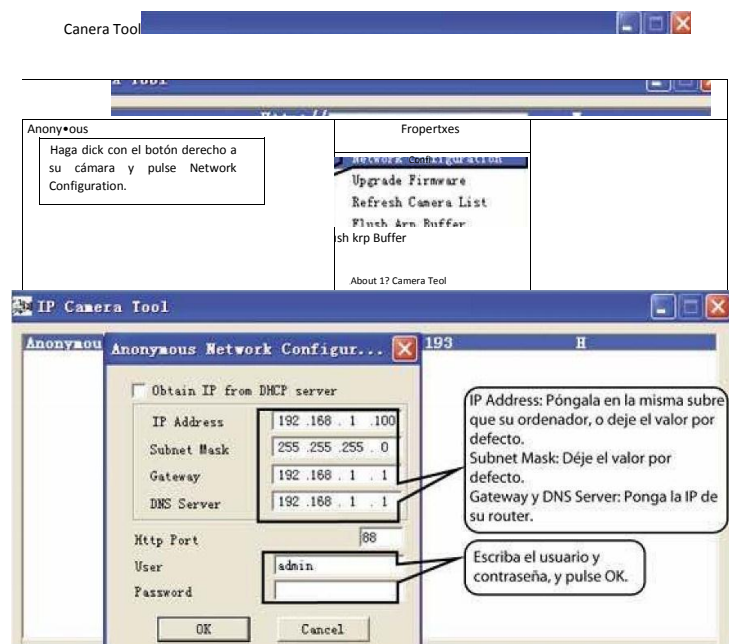 Canera Tool
Anony•ous
Haga dick con el botón derecho a
su cámara y pulse Network
Configuration.
Fropertxes
Network Configuration
Upgrade Firmware
Refresh Camera List
Flush Arp Buffer
ısh krp Buffer
About 1? Camera Teol
IP Camera Tool
Anonymou
193
H
Anonymous Network Configur...
Obtain IP from DHCP server
IP Address 192 .168 . 1 .100
Subnet Mask 255 .255 .255 . 0
Gateway 192 .168 . 1 . 1
DNS Server 192 .168 . 1 . 1
Http Port 88
User admin
Password
OK Cancel
IP Address: Póngala en la misma subre
que su ordenador, o deje el valor por
defecto.
Subnet Mask: Déje el valor por
defecto.
Gateway y DNS Server: Ponga la IP de
su router.
Escriba el usuario y
contraseña, y pulse OK.